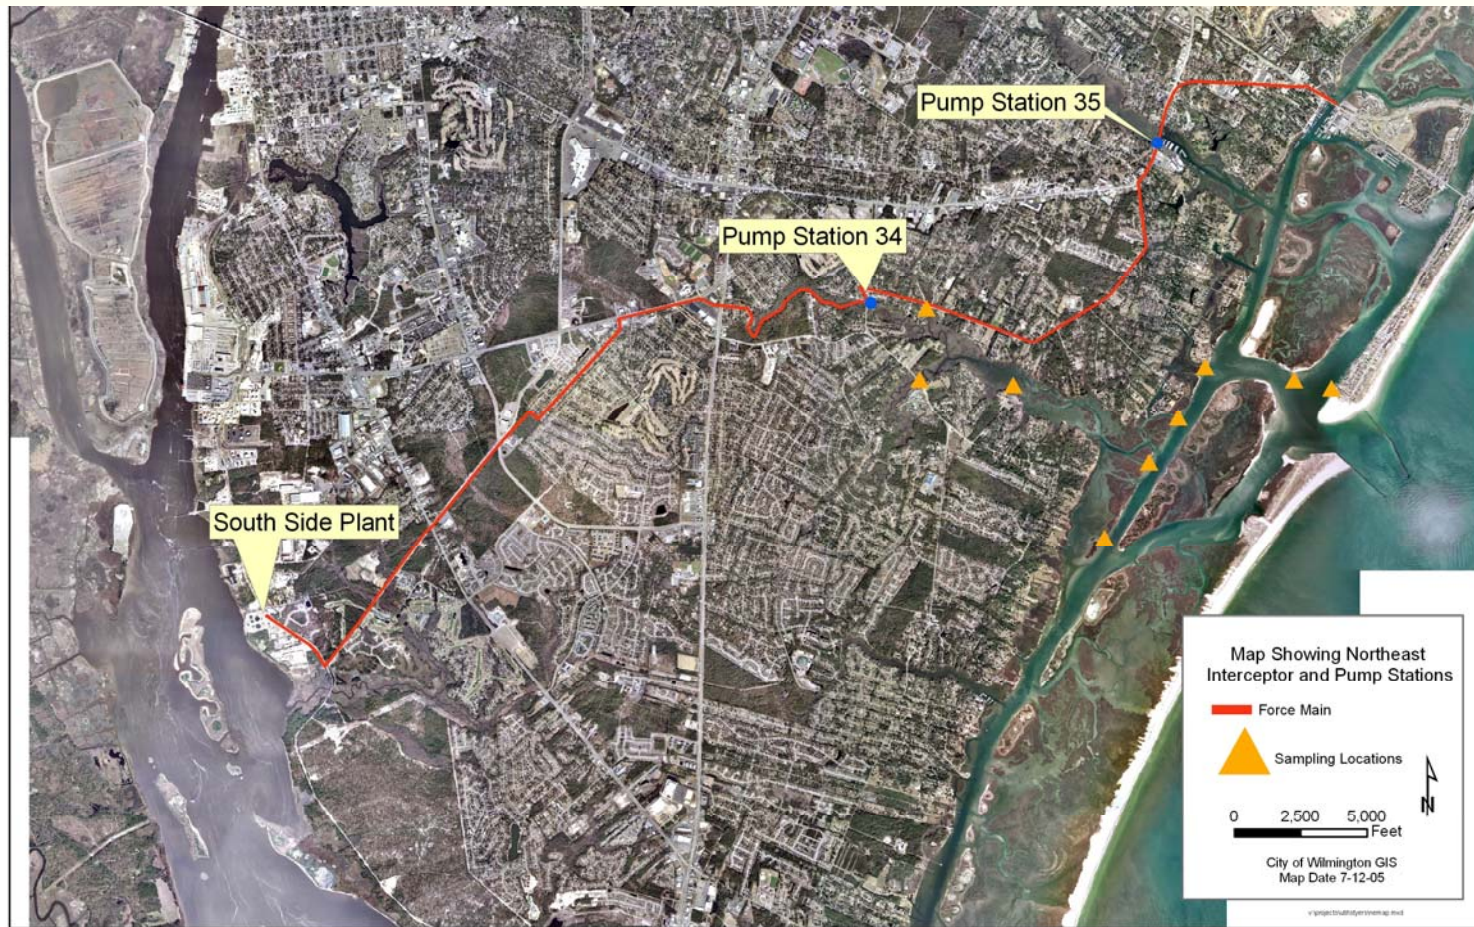 Pump Station 35
Pump Station 34
South Side Plant
Map Showing Northeast
Interceptor and Pump Stations
Force Main
Sampling Locations
N
0 2,500 5,000
Feet
City of Wilmington GIS
Map Date 7-12-05